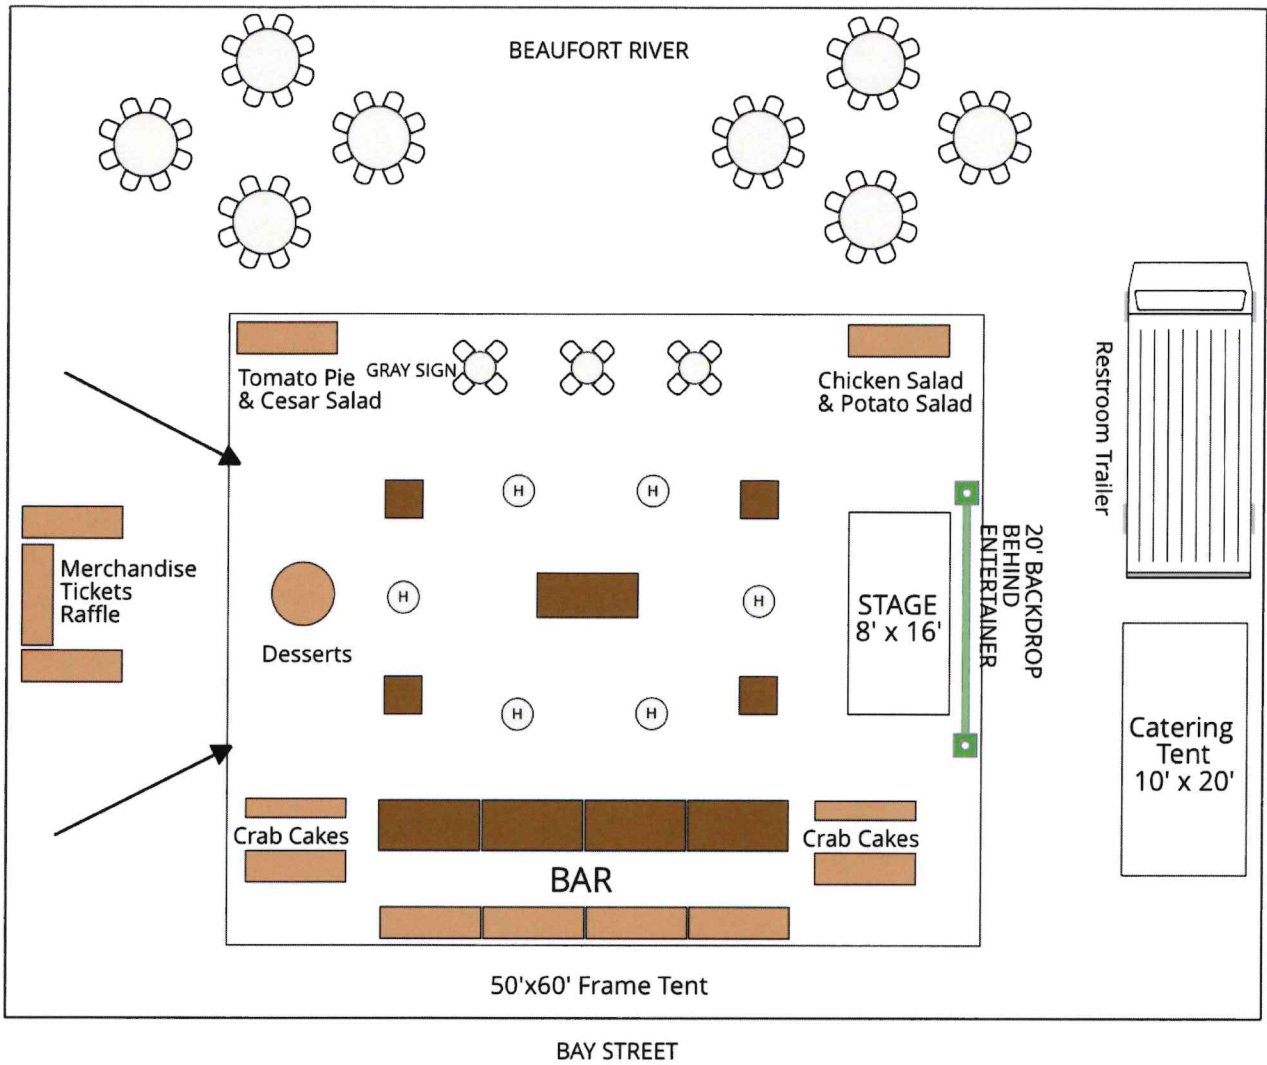 BEAUFORT RIVER
Tomato Pie
& Cesar Salad
GRAY SIGN
Chicken Salad
& Potato Salad
Restroom Trailer
H
H
Merchandise
Tickets
Raffle
Desserts
H
H
STAGE
8' x 16'
20' BACKDROP
BEHIND
ENTERTAINER
H
H
Catering
Tent
10' x 20'
Crab Cakes
BAR
Crab Cakes
50'x60' Frame Tent
BAY STREET